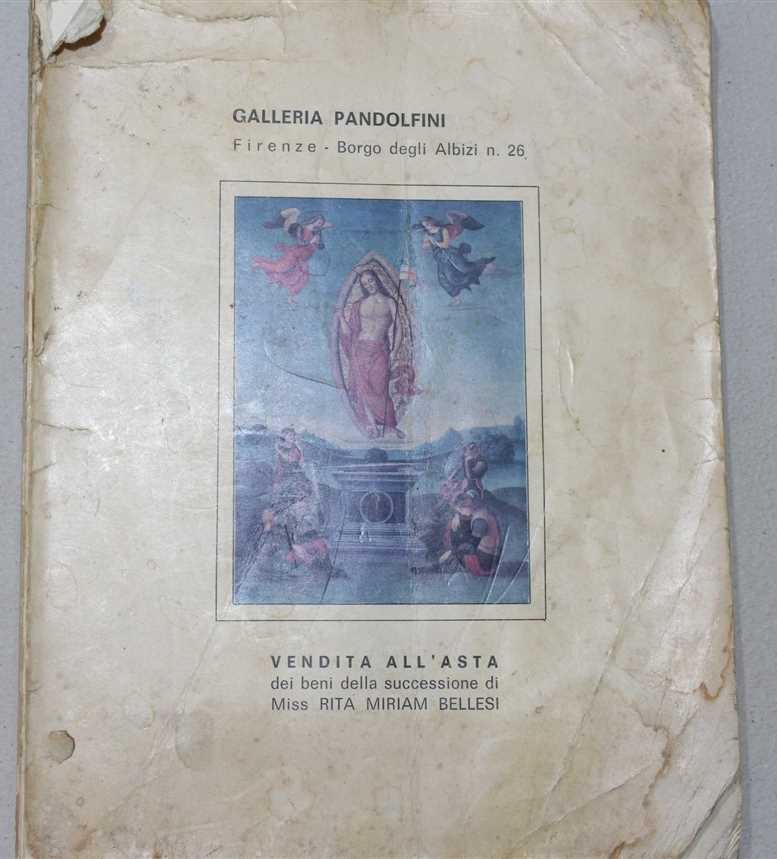 GALLERIA PANDOLFINI
Firenze - Borgo degli Albizi n. 26
VENDITA ALL'ASTA
dei beni della successione di
Miss RITA MIRIAM BELLESI